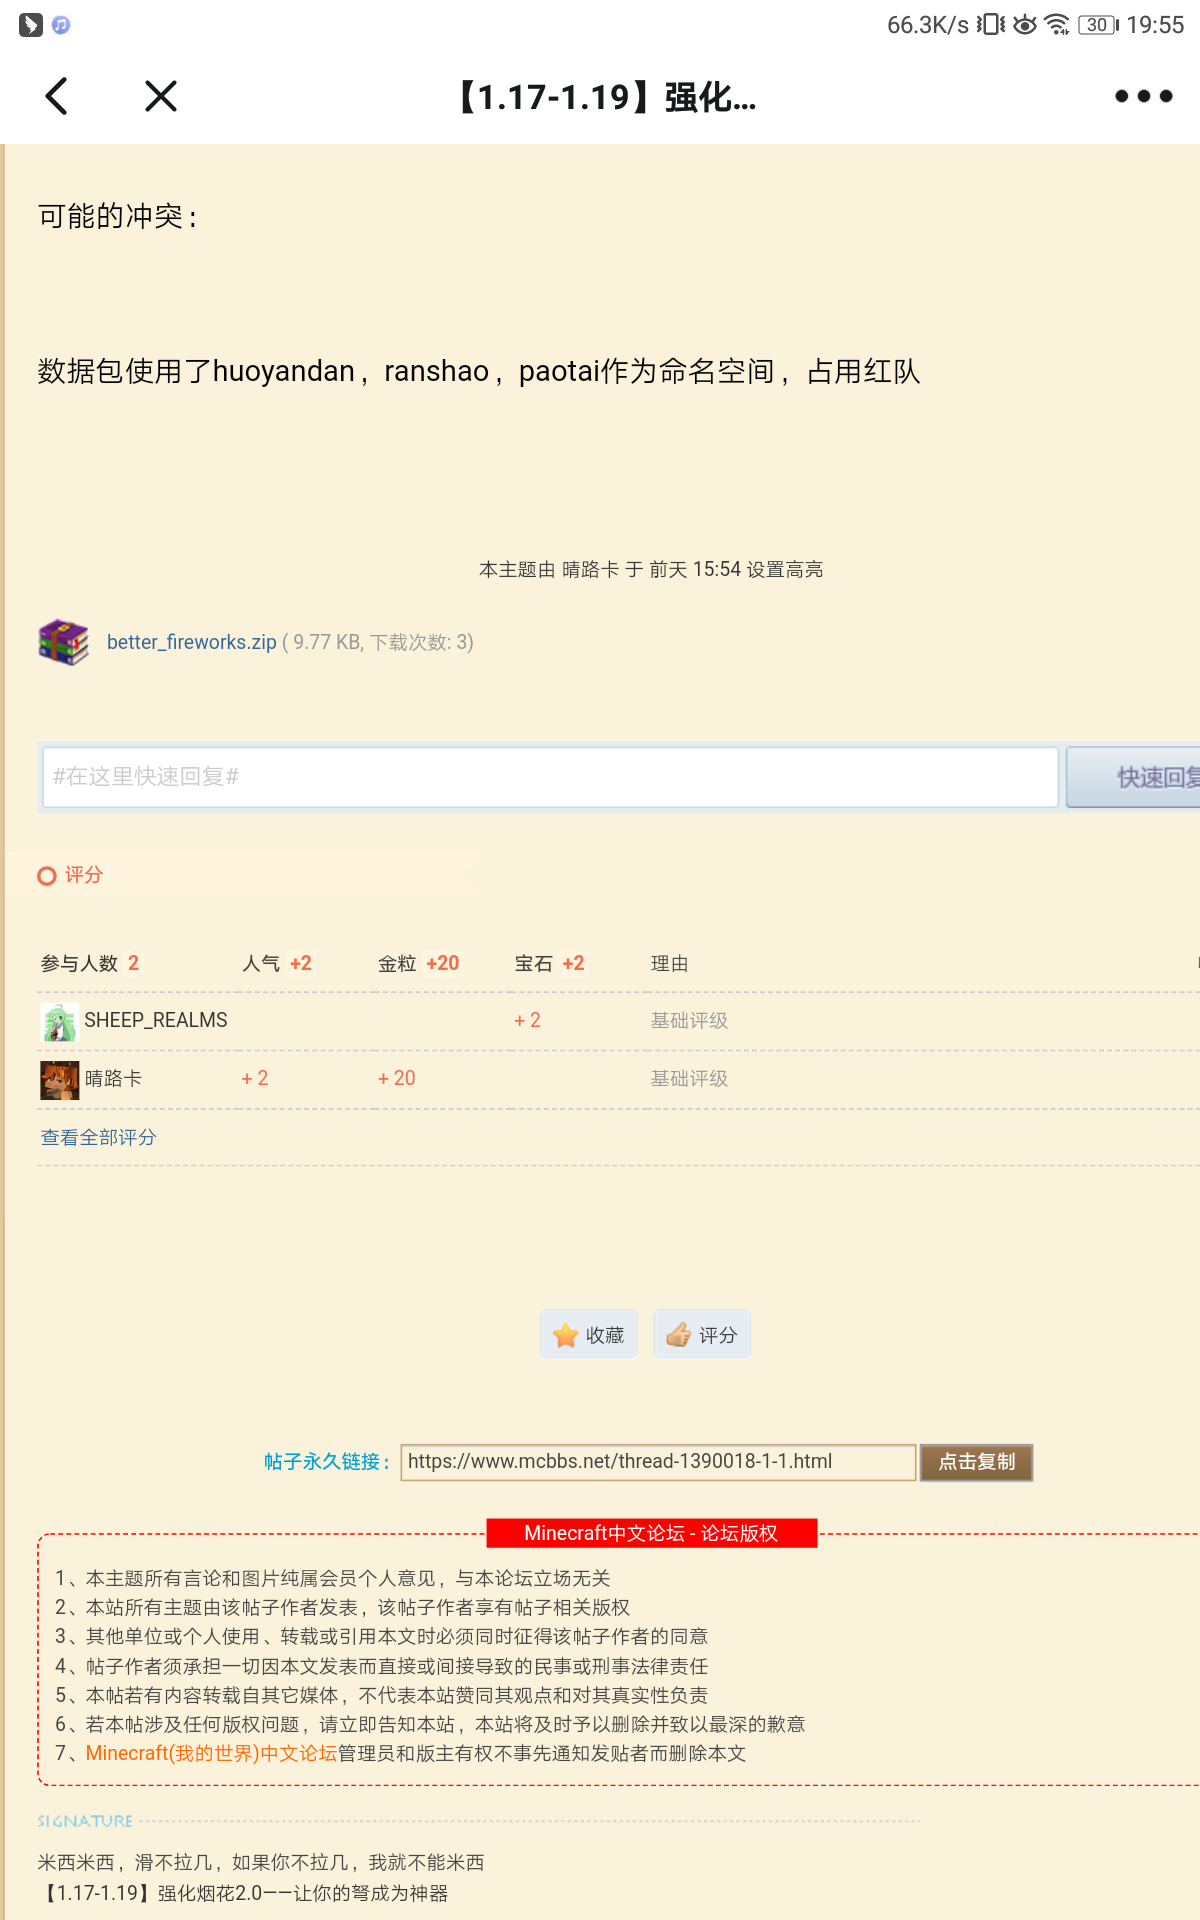 66.3K/s 30 19:55
【1.17-1.19】强化...
可能的冲突：
数据包使用了huoyandan，ranshao，paotai作为命名空间，占用红队
本主题由 晴路卡 于 前天 15:54 设置高亮
better_fireworks.zip ( 9.77 KB, 下载次数: 3)
#在这里快速回复# 快速回复
评分
参与人数 2 人气 +2 金粒 +20 宝石 +2 理由
SHEEP_REALMS + 2 基础评级
晴路卡 + 2 + 20 基础评级
查看全部评分
收藏 评分
帖子永久链接： https://www.mcbbs.net/thread-1390018-1-1.html 点击复制
Minecraft中文论坛 - 论坛版权
1、本主题所有言论和图片纯属会员个人意见，与本论坛立场无关
2、本站所有主题由该帖子作者发表，该帖子作者享有帖子相关版权
3、其他单位或个人使用、转载或引用本文时必须同时征得该帖子作者的同意
4、帖子作者须承担一切因本文发表而直接或间接导致的民事或刑事法律责任
5、本帖若有内容转载自其它媒体，不代表本站赞同其观点和对其真实性负责
6、若本帖涉及任何版权问题，请立即告知本站，本站将及时予以删除并致以最深的歉意
7、Minecraft(我的世界)中文论坛管理员和版主有权不事先通知发贴者而删除本文
SIGNATURE
米西米西，滑不拉几，如果你不拉几，我就不能米西
【1.17-1.19】强化烟花2.0——让你的弩成为神器